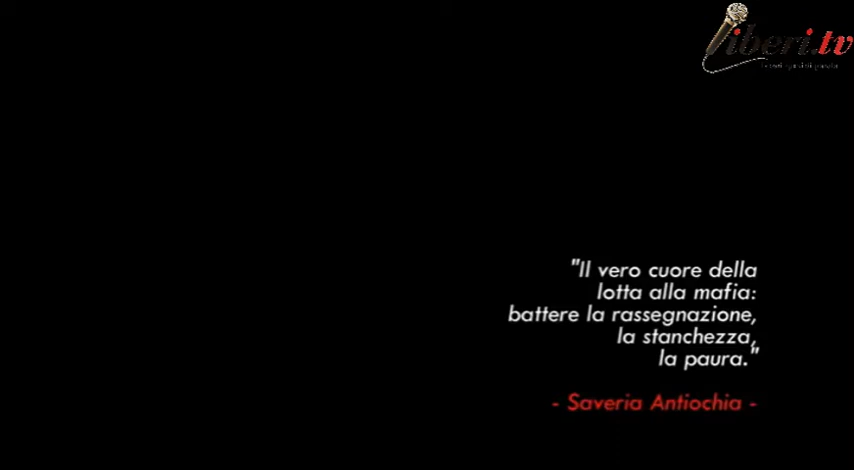 liberi.tv
"Il vero cuore della
lotta alla mafia:
battere la rassegnazione,
la stanchezza,
la paura."
- Saveria Antiochia -